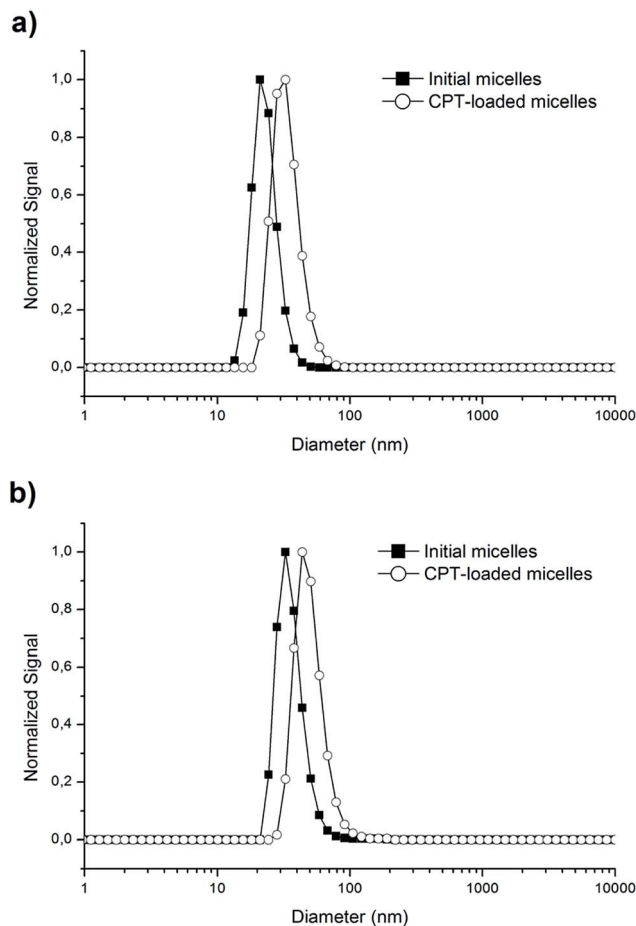 a)
1,0
0,8
0,6
0,4
0,2
0,0
Normalized Signal
Initial micelles
CPT-loaded micelles
1 10 100 1000 10000
Diameter (nm)
b)
1,0
0,8
0,6
0,4
0,2
0,0
Normalized Signal
Initial micelles
CPT-loaded micelles
1 10 100 1000 10000
Diameter (nm)